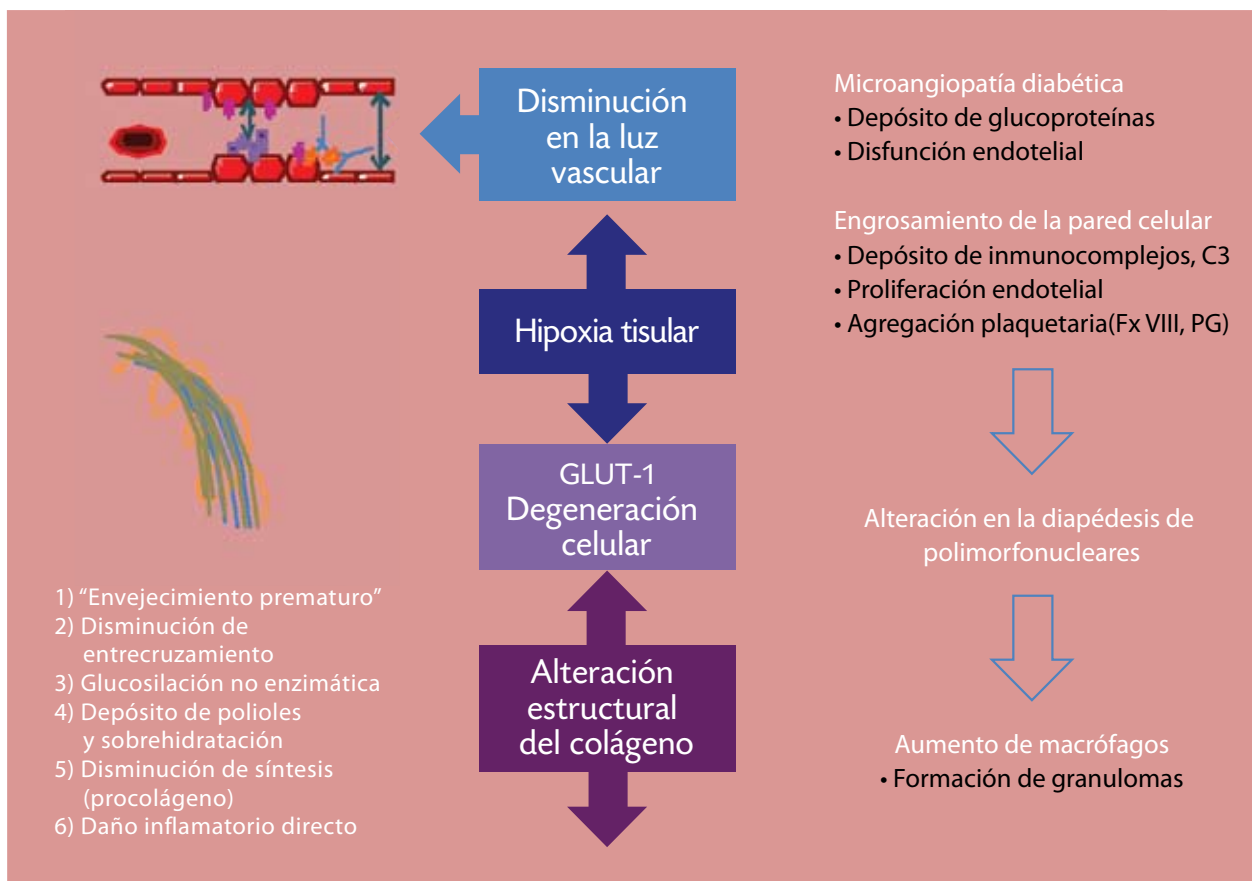 Disminución
en la luz
vascular
Hipoxia tisular
GLUT-1
Degeneración
celular
Alteración
estructural
del colágeno
1) “Envejecimiento prematuro”
2) Disminución de
entrecruzamiento
3) Glucosilación no enzimática
4) Depósito de polioles
y sobrehidratación
5) Disminución de síntesis
(procolágeno)
6) Daño inflamatorio directo
Microangiopatía diabética
• Depósito de glucoproteínas
• Disfunción endotelial
Engrosamiento de la pared celular
• Depósito de inmunocomplejos, C3
• Proliferación endotelial
• Agregación plaquetaria(Fx VIII, PG)
Alteración en la diapédesis de
polimorfonucleares
Aumento de macrófagos
• Formación de granulomas